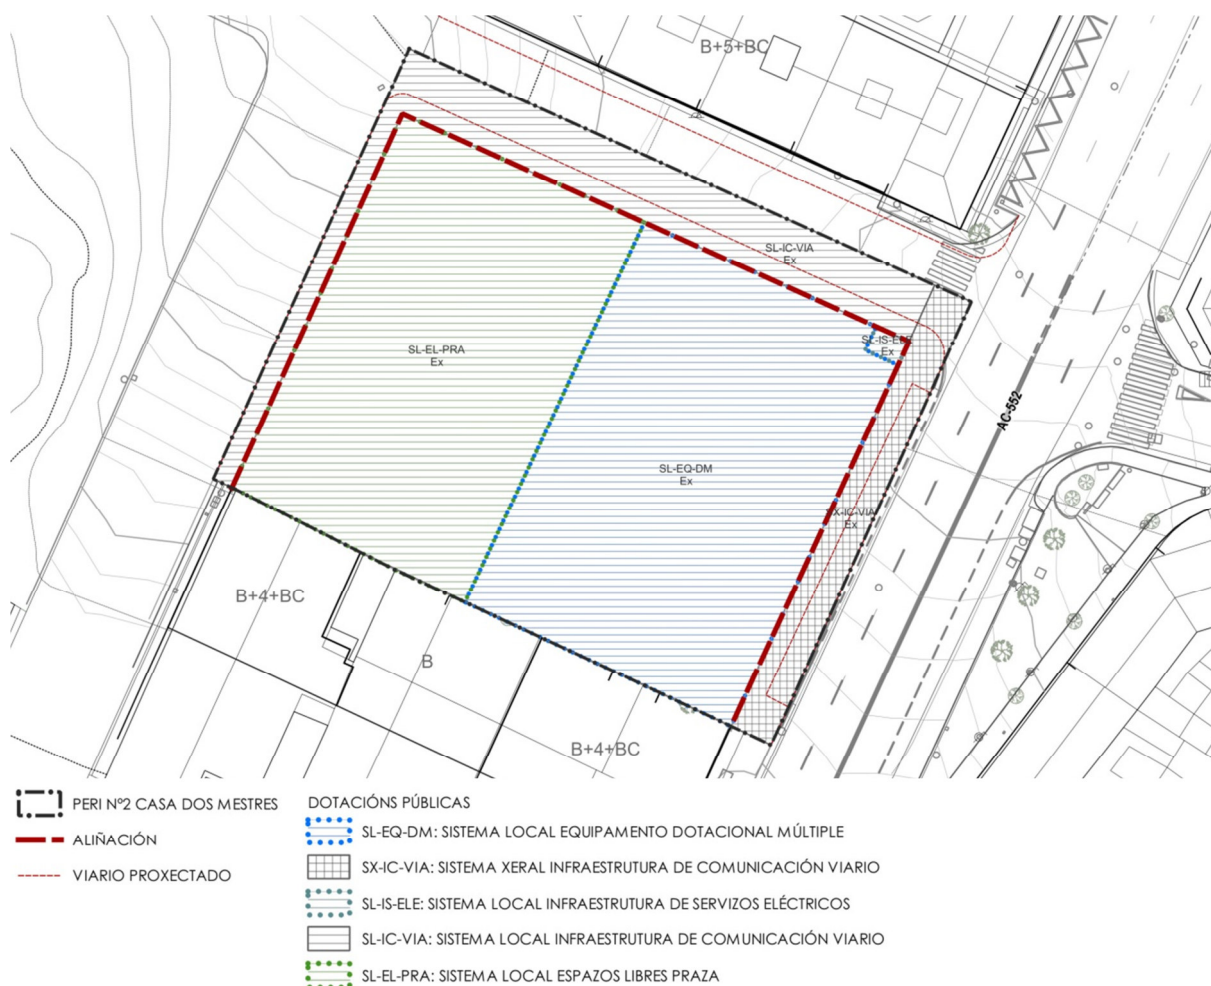 B+5+BC
SL-IC-VIA
Ex
SL-IS-ELE
Ex
SL-EL-PRA
Ex
AC-552
SL-EQ-DM
Ex
SX-IC-VIA
Ex
B+4+BC
B
B+4+BC
PERI Nº2 CASA DOS MESTRES
ALIÑACIÓN
VIARIO PROXECTADO
DOTACIÓNS PÚBLICAS
SL-EQ-DM: SISTEMA LOCAL EQUIPAMENTO DOTACIONAL MÚLTIPLE
SX-IC-VIA: SISTEMA XERAL INFRAESTRUTURA DE COMUNICACIÓN VIARIO
SL-IS-ELE: SISTEMA LOCAL INFRAESTRUTURA DE SERVIZOS ELÉCTRICOS
SL-IC-VIA: SISTEMA LOCAL INFRAESTRUTURA DE COMUNICACIÓN VIARIO
SL-EL-PRA: SISTEMA LOCAL ESPAZOS LIBRES PRAZA